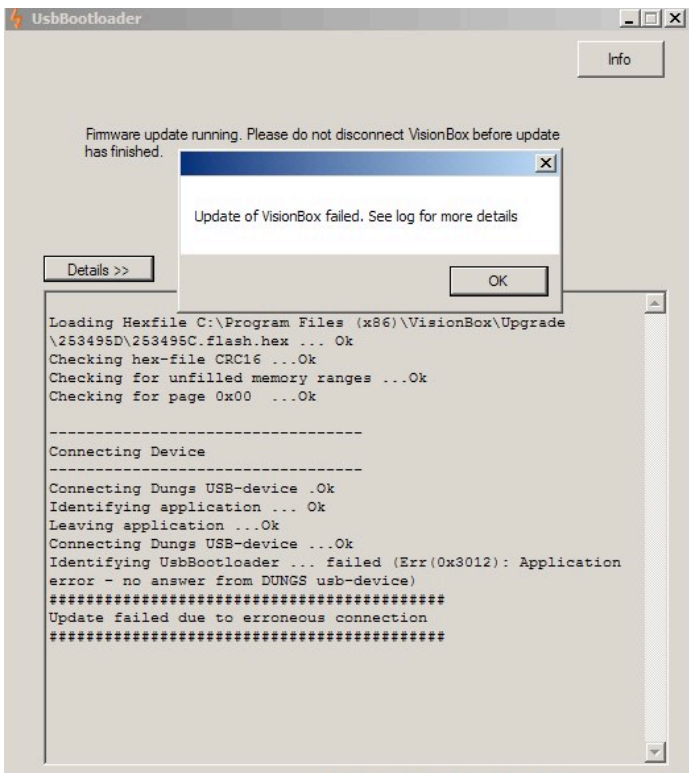 UsbBootloader
Info
Firmware update running. Please do not disconnect VisionBox before update
has finished.
Update of VisionBox failed. See log for more details
OK
Details >>
Loading Hexfile C:\Program Files (x86)\VisionBox\Upgrade
\253495D\253495C.flash.hex ... Ok
Checking hex-file CRC16 ...Ok
Checking for unfilled memory ranges ...Ok
Checking for page 0x00  ...Ok
----------------------------------
Connecting Device
----------------------------------
Connecting Dungs USB-device .Ok
Identifying application ... Ok
Leaving application ...Ok
Connecting Dungs USB-device ...Ok
Identifying UsbBootloader ... failed (Err(0x3012): Application
error - no answer from DUNGS usb-device)
###########################################
Update failed due to erroneous connection
###########################################